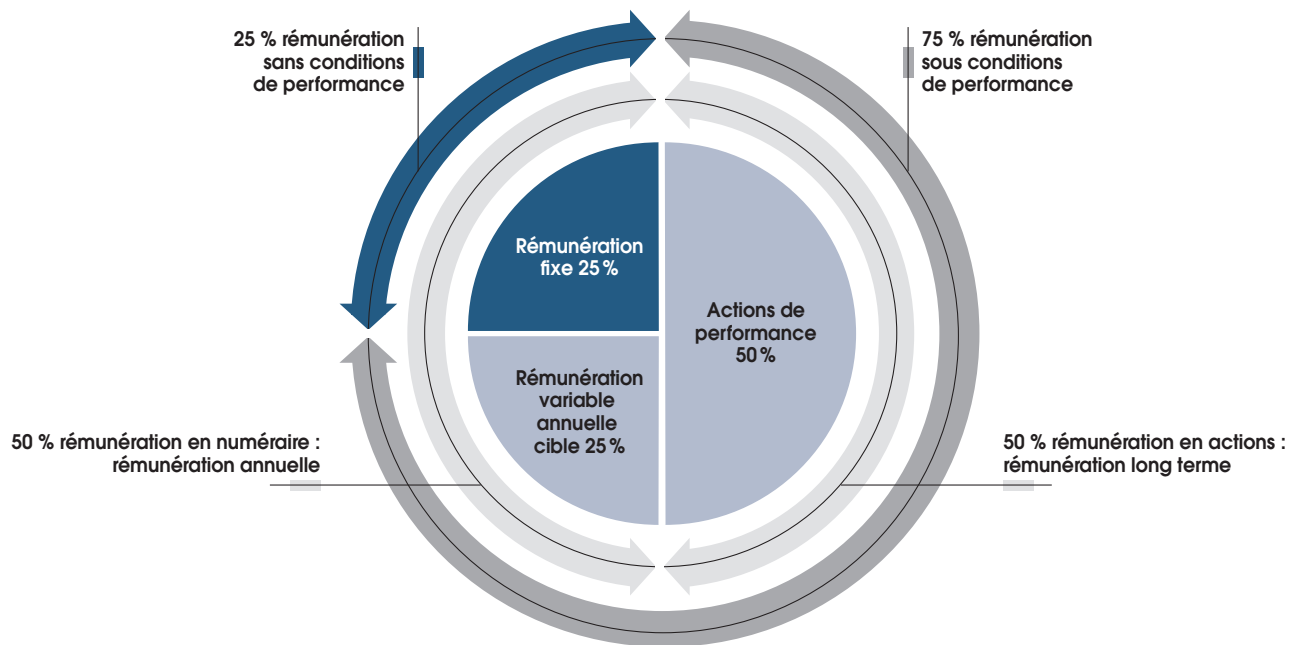 25 % rémunération
sans conditions
de performance
75 % rémunération
sous conditions
de performance
Rémunération
fixe 25 %
Actions de
performance
50 %
Rémunération
variable
annuelle
cible 25 %
50 % rémunération en numéraire :
rémunération annuelle
50 % rémunération en actions :
rémunération long terme